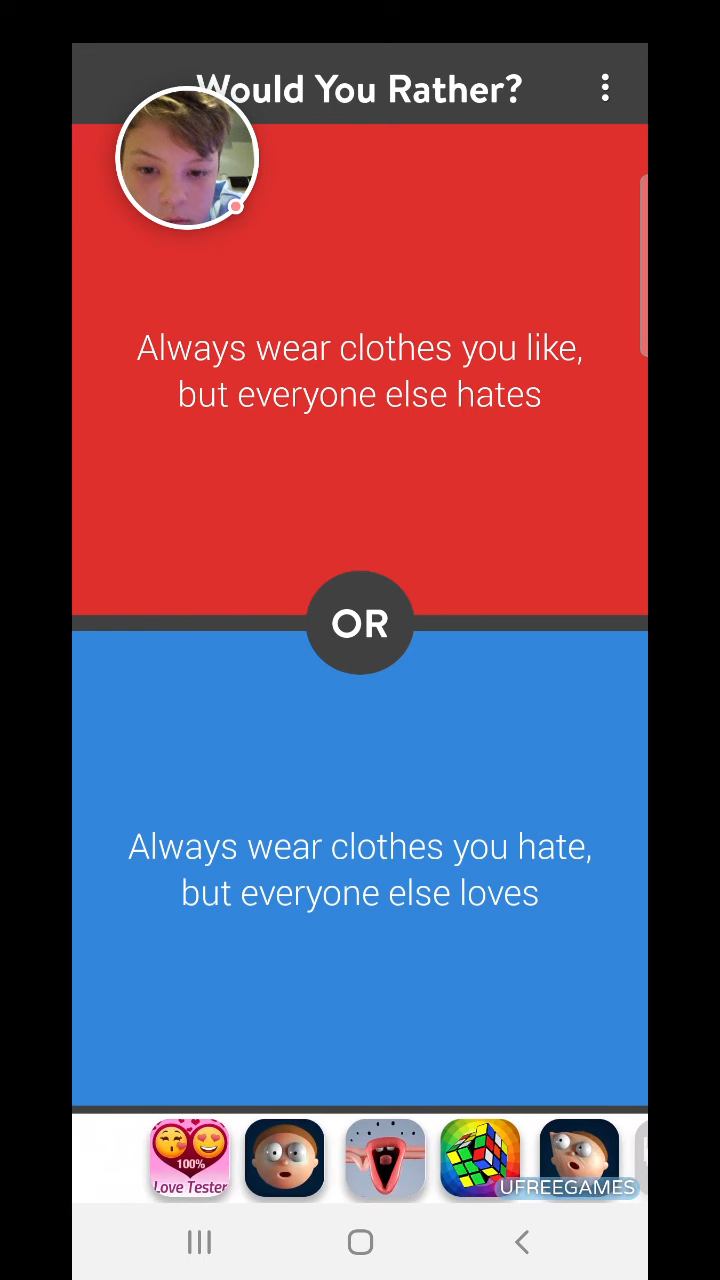 Would You Rather?
Always wear clothes you like,
but everyone else hates
OR
Always wear clothes you hate,
but everyone else loves
100%
Love Tester
UFREEGAMES